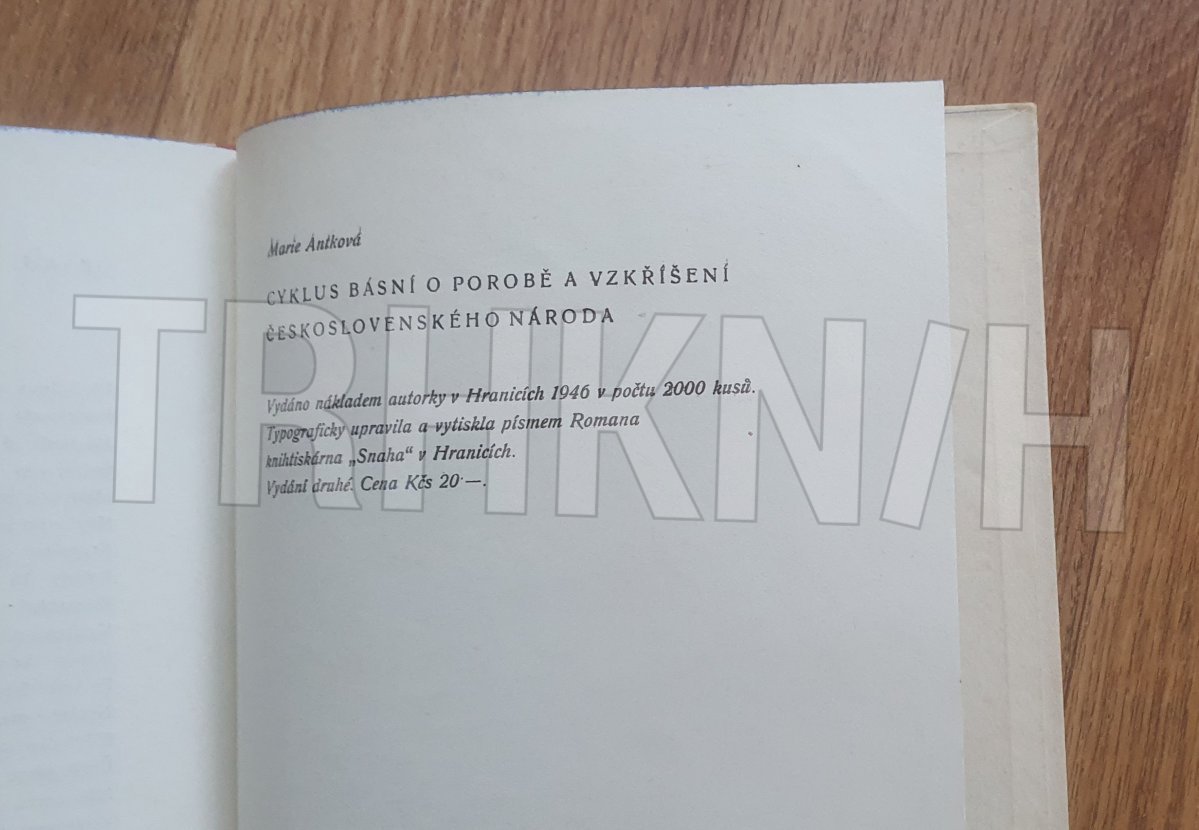 Marie Antková
CYKLUS BÁSNÍ O POROBĚ A VZKŘÍŠENÍ
ČESKOSLOVENSKÉHO NÁRODA
Vydáno nákladem autorky v Hranicích 1946 v počtu 2000 kusů.
Typograficky upravila a vytiskla písmem Romana
knihtiskárna „Snaha“ v Hranicích.
Vydání druhé. Cena Kčs 20·—.
TRHKNIH